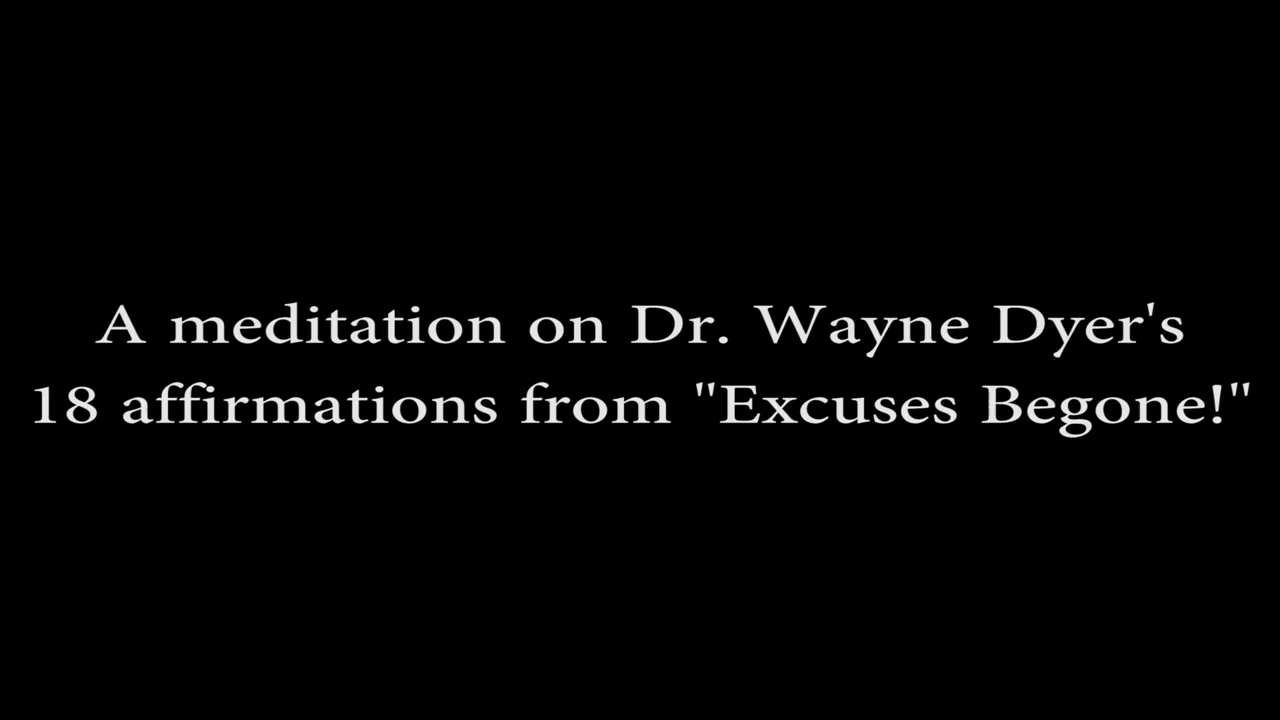 A meditation on Dr. Wayne Dyer's
18 affirmations from "Excuses Begone!"